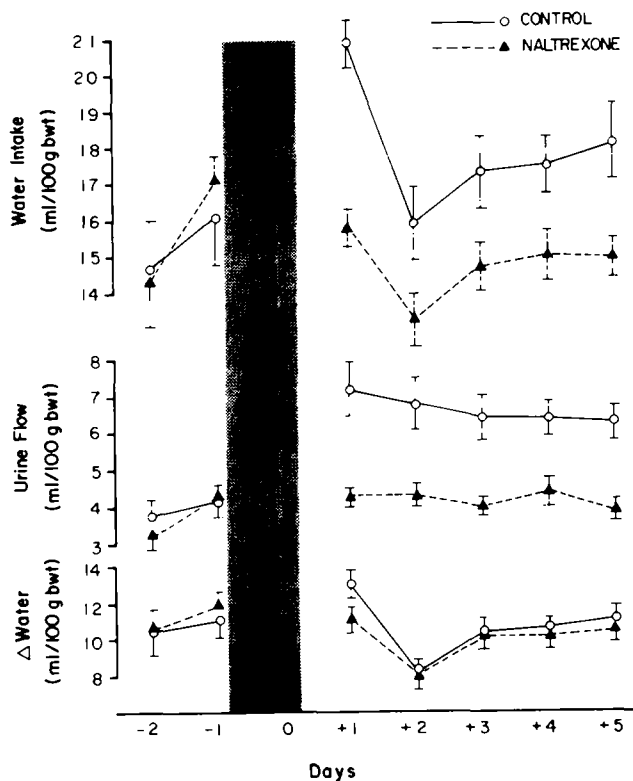 CONTROL
NALTREXONE
Water Intake
(ml/100g bwt)
21
20
19
18
17
16
15
14
Urine Flow
(ml/100g bwt)
8
7
6
5
4
3
△ Water
(ml/100g bwt)
14
12
10
8
-2 -1 0 +1 +2 +3 +4 +5
Days